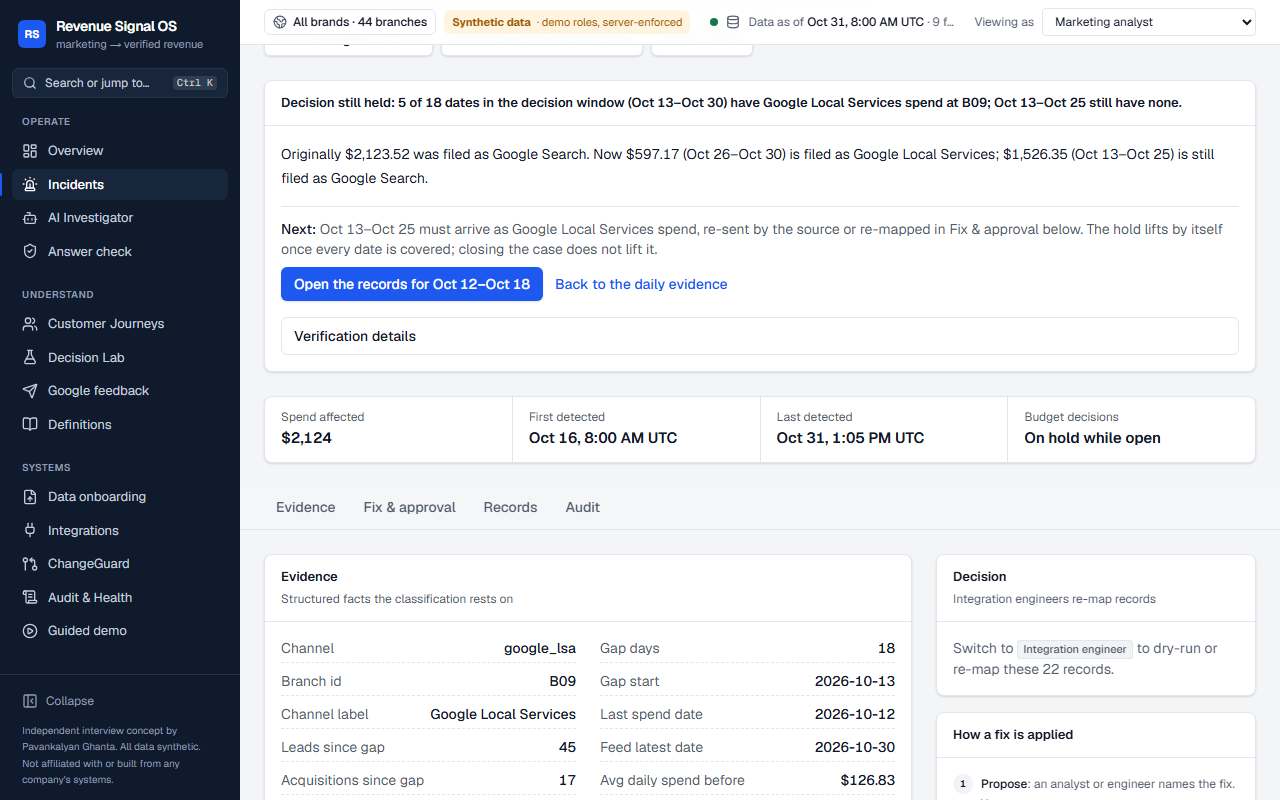 RS
Revenue Signal OS
marketing → verified revenue
Search or jump to…
Ctrl K
OPERATE
Overview
Incidents
AI Investigator
Answer check
UNDERSTAND
Customer Journeys
Decision Lab
Google feedback
Definitions
SYSTEMS
Data onboarding
Integrations
ChangeGuard
Audit & Health
Guided demo
Collapse
Independent interview concept by
Pavankalyan Ghanta. All data synthetic.
Not affiliated with or built from any
company's systems.
All brands · 44 branches
Synthetic data · demo roles, server-enforced
Data as of Oct 31, 8:00 AM UTC · 9 f…
Viewing as
Marketing analyst
Decision still held: 5 of 18 dates in the decision window (Oct 13–Oct 30) have Google Local Services spend at B09; Oct 13–Oct 25 still have none.
Originally $2,123.52 was filed as Google Search. Now $597.17 (Oct 26–Oct 30) is filed as Google Local Services; $1,526.35 (Oct 13–Oct 25) is still
filed as Google Search.
Next: Oct 13–Oct 25 must arrive as Google Local Services spend, re-sent by the source or re-mapped in Fix & approval below. The hold lifts by itself
once every date is covered; closing the case does not lift it.
Open the records for Oct 12–Oct 18
Back to the daily evidence
Verification details
Spend affected
$2,124
First detected
Oct 16, 8:00 AM UTC
Last detected
Oct 31, 1:05 PM UTC
Budget decisions
On hold while open
Evidence
Fix & approval
Records
Audit
Evidence
Structured facts the classification rests on
Channel google_lsa
Gap days 18
Branch id B09
Gap start 2026-10-13
Channel label Google Local Services
Last spend date 2026-10-12
Leads since gap 45
Feed latest date 2026-10-30
Acquisitions since gap 17
Avg daily spend before $126.83
Decision
Integration engineers re-map records
Switch to Integration engineer to dry-run or
re-map these 22 records.
How a fix is applied
1 Propose: an analyst or engineer names the fix.